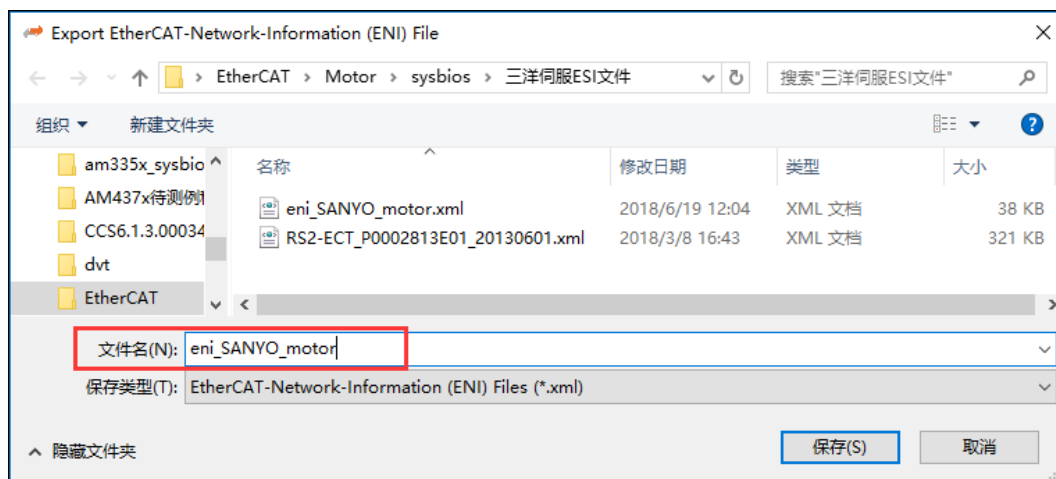 Export EtherCAT-Network-Information (ENI) File
EtherCAT › Motor › sysbios › 三洋伺服ESI文件
搜索"三洋伺服ESI文件"
组织 新建文件夹
名称 修改日期 类型 大小
am335x_sysbio
AM437x待测例
CCS6.1.3.00034
dvt
EtherCAT
eni_SANYO_motor.xml 2018/6/19 12:04 XML 文档 38 KB
RS2-ECT_P0002813E01_20130601.xml 2018/3/8 16:43 XML 文档 321 KB
文件名(N): eni_SANYO_motor
保存类型(T): EtherCAT-Network-Information (ENI) Files (*.xml)
隐藏文件夹 保存(S) 取消